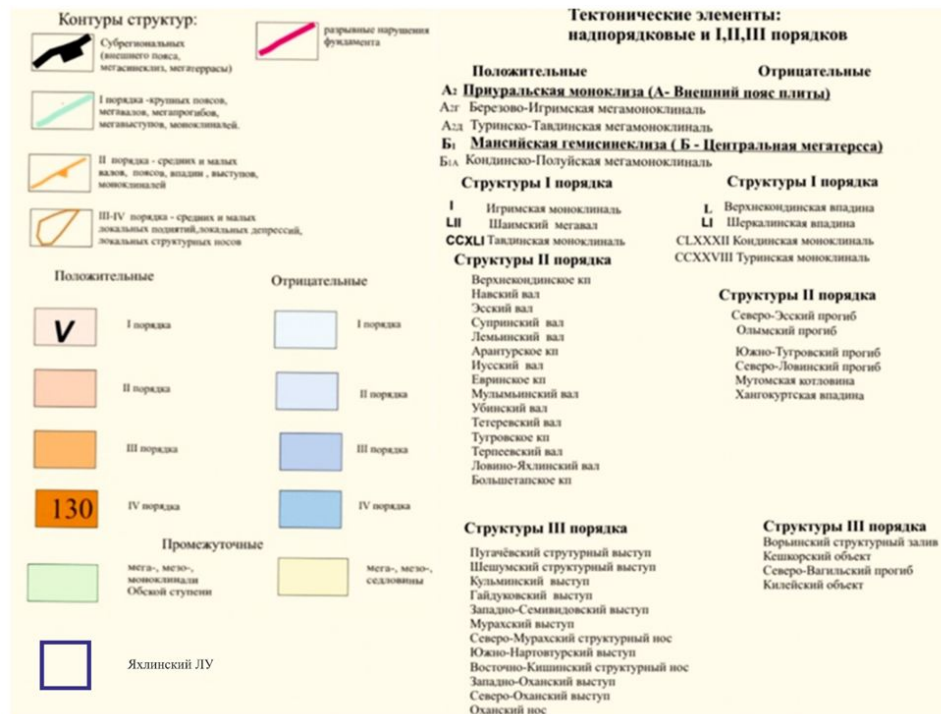 Контуры структур:
Субрегиональных
(внешнего пояса,
мегасинеклиз, мегатеррасы)
разрывные нарушения
фундамента
I порядка -крупных поясов,
мегавалов, мегапрогибов,
мегавыступов, моноклиналей.
II порядка - средних и малых
валов, поясов, впадин , выступов,
моноклиналей
III-IV порядка - средних и малых
локальных поднятий,локальных депрессий,
локальных структурных носов
Положительные
Отрицательные
V
I порядка
I порядка
II порядка
II порядка
III порядка
III порядка
130
IV порядка
IV порядка
Промежуточные
мега-, мезо-,
моноклинали
Обской ступени
мега-, мезо-,
седловины
Яхлинский ЛУ
Тектонические элементы:
надпорядковые и I,II,III порядков
Положительные
Отрицательные
А2 Приуральская моноклиза (А- Внешний пояс плиты)
А2Г Березово-Игримская мегамоноклиналь
А2Д Туринско-Тавдинская мегамоноклиналь
Б1 Мансийская гемисинеклиза ( Б - Центральная мегатерсса)
Б1А Кондинско-Полуйская мегамоноклиналь
Структуры I порядка
I Игримская моноклиналь
LII Шаимский мегавал
CCXLI Тавдинская моноклиналь
Структуры II порядка
Верхнекондинское кп
Навский вал
Эсский вал
Супринский вал
Лемьинский вал
Арантурское кп
Иусский вал
Евринское кп
Мулымьинский вал
Убинский вал
Тетеревский вал
Тугровское кп
Терпеевский вал
Ловино-Яхлинский вал
Большетапское кп
Структуры III порядка
Пугачёвский струтурный выступ
Шешумский структурный выступ
Кульминский выступ
Гайдуковский выступ
Западно-Семивидовский выступ
Мурахский выступ
Северо-Мурахский структурный нос
Южно-Нартовтурский выступ
Восточно-Кишинский структурный нос
Западно-Оханский выступ
Северо-Оханский выступ
Оханский нос
Структуры I порядка
L Верхнекондинская впадина
LI Шеркалинская впадина
CLXXXII Кондинская моноклиналь
CCXXVIII Туринская моноклиналь
Структуры II порядка
Северо-Эсский прогиб
Олымский прогиб
Южно-Тугровский прогиб
Северо-Ловинский прогиб
Мутомская котловина
Хангокуртская впадина
Структуры III порядка
Ворьинский структурный залив
Кешкорский объект
Северо-Вагильский прогиб
Килейский объект